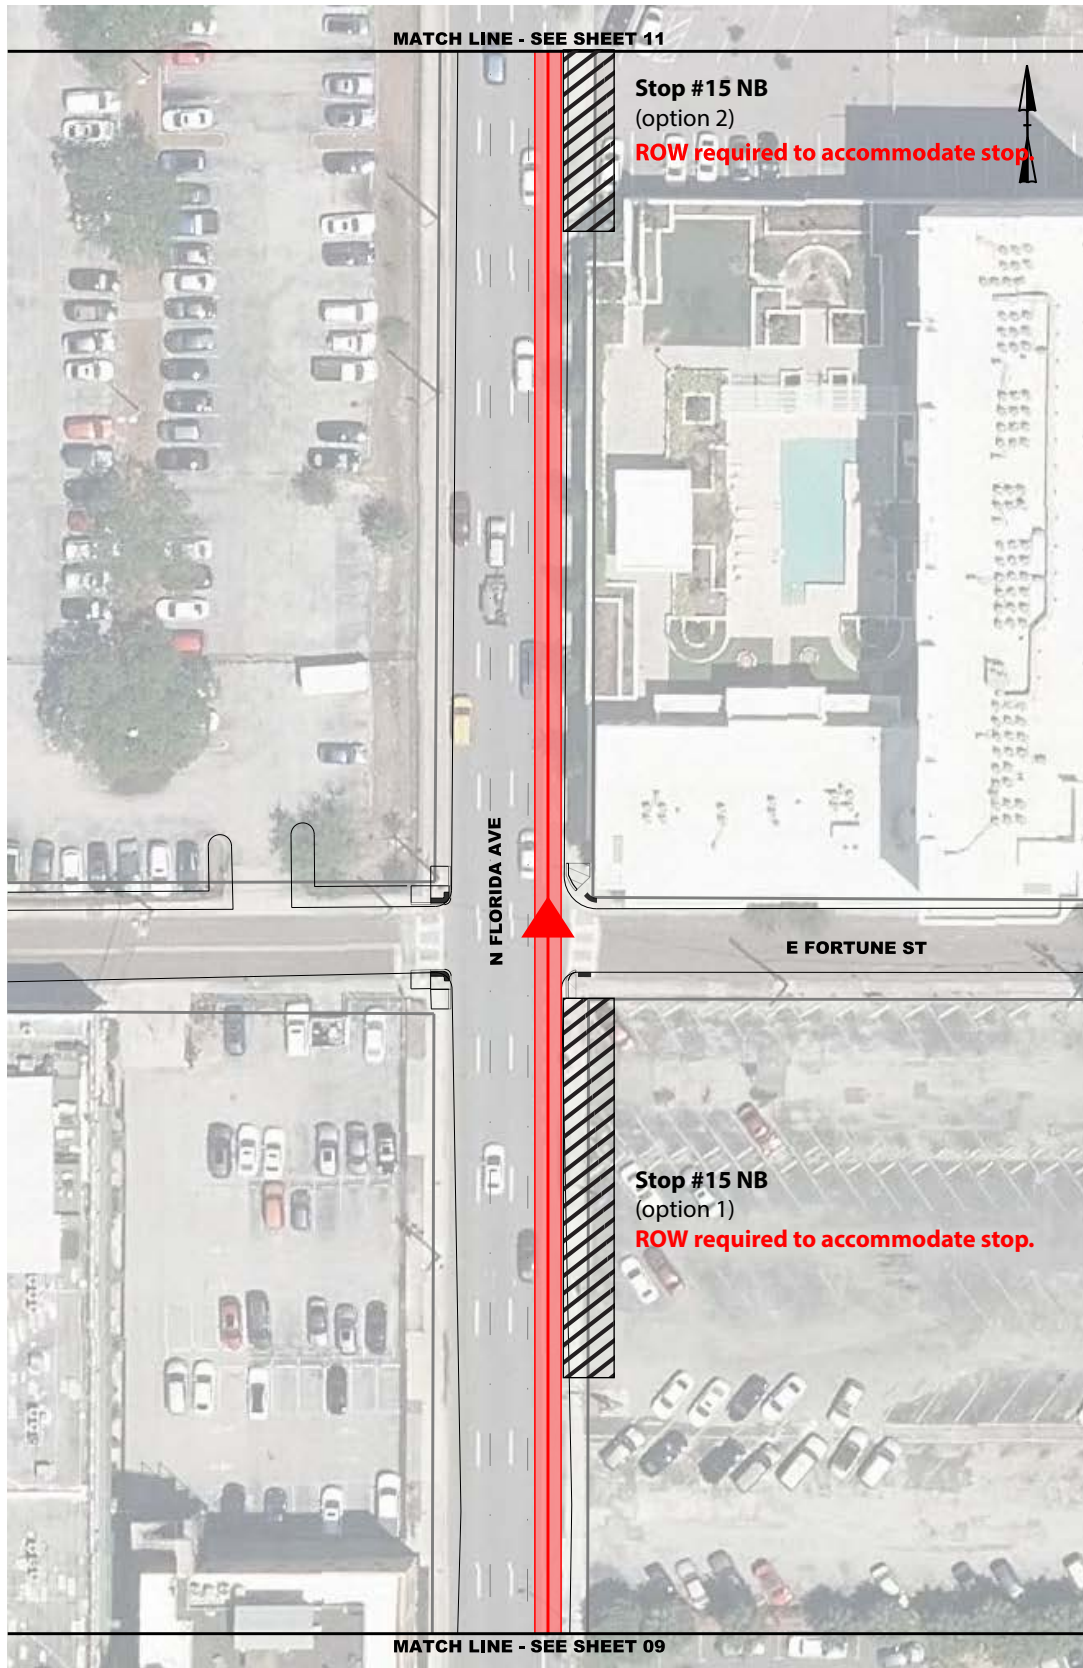 MATCH LINE - SEE SHEET 11
Stop #15 NB
(option 2)
ROW required to accommodate stop.
N FLORIDA AVE
E FORTUNE ST
Stop #15 NB
(option 1)
ROW required to accommodate stop.
MATCH LINE - SEE SHEET 09